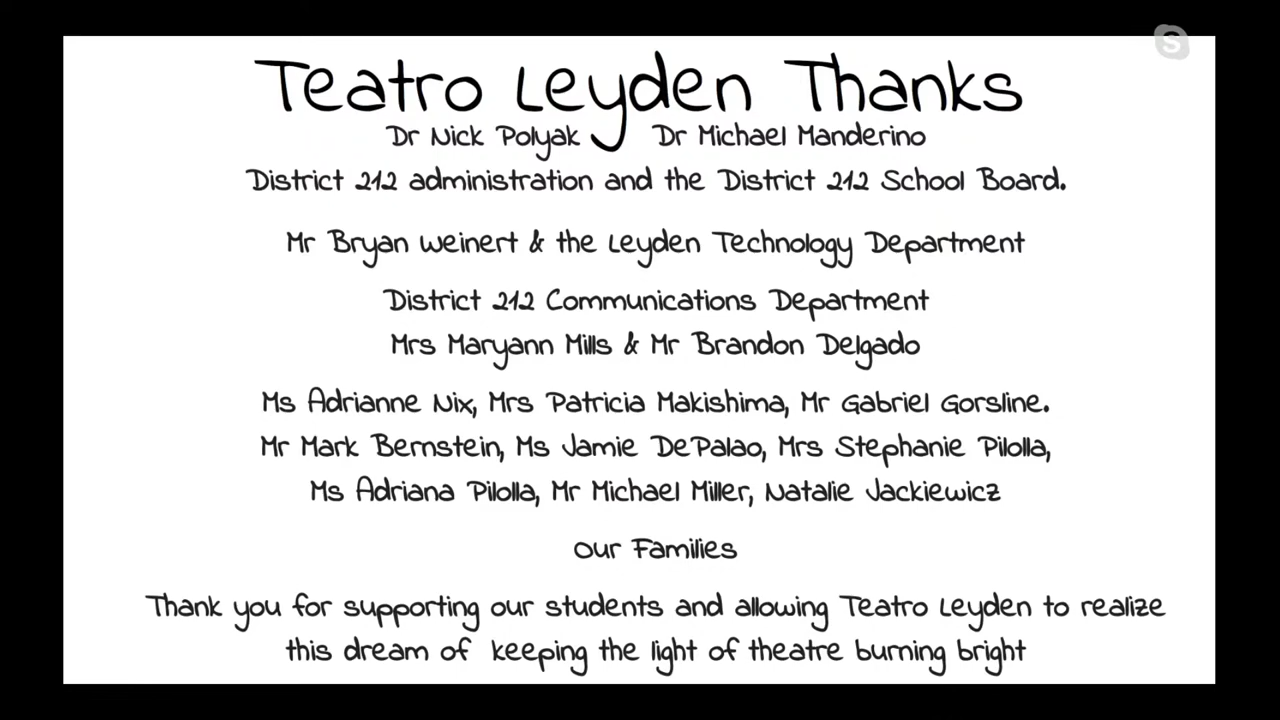 Teatro Leyden Thanks
Dr Nick Polyak Dr Michael Manderino
District 212 administration and the District 212 School Board.
Mr Bryan Weinert & the Leyden Technology Department
District 212 Communications Department
Mrs Maryann Mills & Mr Brandon Delgado
Ms Adrianne Nix, Mrs Patricia Makishima, Mr Gabriel Gorsline.
Mr Mark Bernstein, Ms Jamie DePalao, Mrs Stephanie Pilolla,
Ms Adriana Pilolla, Mr Michael Miller, Natalie Jackiewicz
Our Families
Thank you for supporting our students and allowing Teatro Leyden to realize
this dream of keeping the light of theatre burning bright